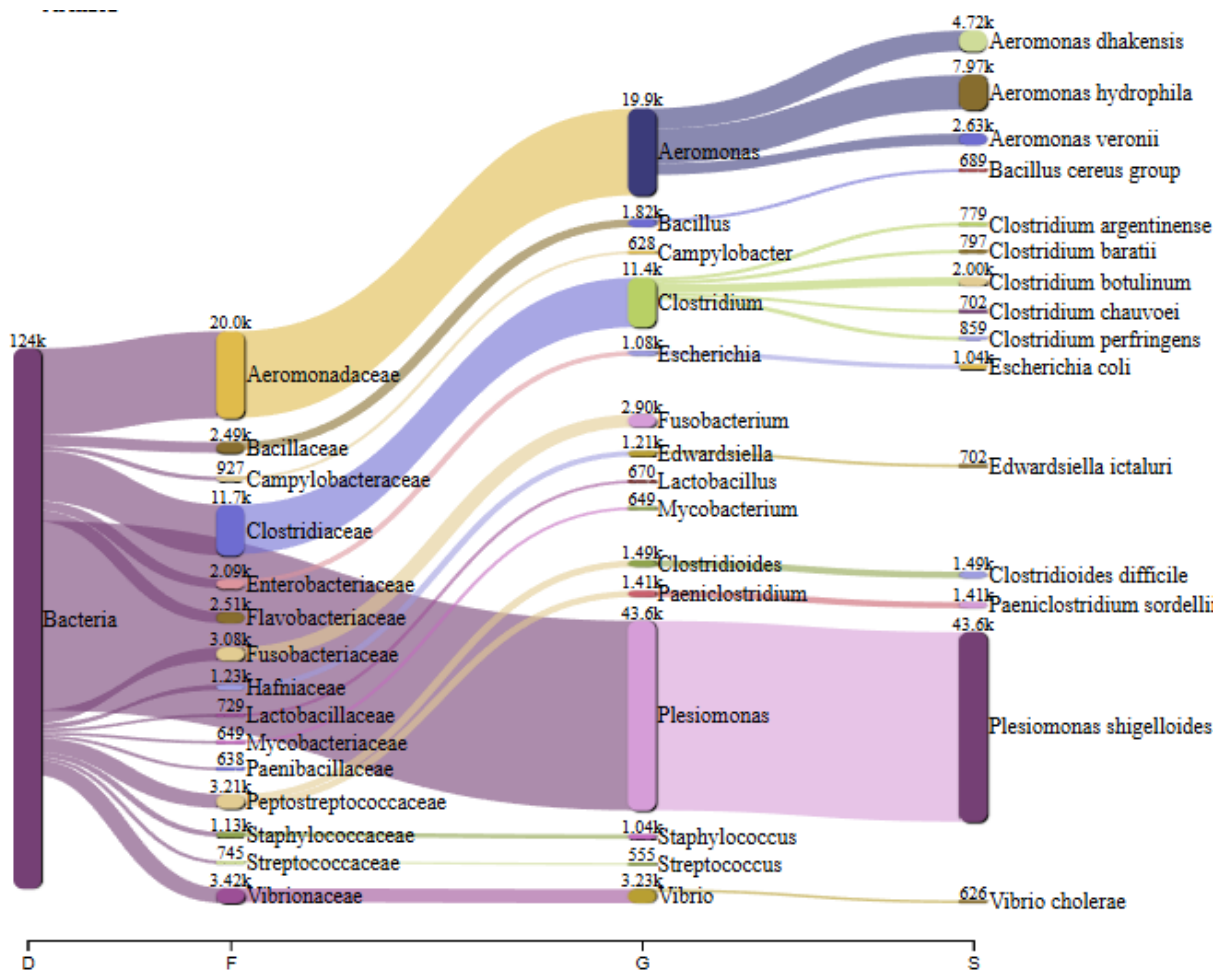 4.72k
Aeromonas dhakensis
7.97k
Aeromonas hydrophila
19.9k
Aeromonas
2.63k
Aeromonas veronii
689
Bacillus cereus group
1.82k
Bacillus
779
Clostridium argentinense
628
Campylobacter
797
Clostridium baratii
11.4k
Clostridium
2.00k
Clostridium botulinum
702
Clostridium chauvoei
859
Clostridium perfringens
1.08k
Escherichia
1.04k
Escherichia coli
124k
Bacteria
20.0k
Aeromonadaceae
2.49k
Bacillaceae
927
Campylobacteraceae
11.7k
Clostridiaceae
2.09k
Enterobacteriaceae
2.51k
Flavobacteriaceae
3.08k
Fusobacteriaceae
1.23k
Hafniaceae
729
Lactobacillaceae
649
Mycobacteriaceae
638
Paenibacillaceae
3.21k
Peptostreptococcaceae
1.13k
Staphylococcaceae
745
Streptococcaceae
3.42k
Vibrionaceae
2.90k
Fusobacterium
1.21k
Edwardsiella
702
Edwardsiella ictaluri
670
Lactobacillus
649
Mycobacterium
1.49k
Clostridioides
1.49k
Clostridioides difficile
1.41k
Paeniclostridium
1.41k
Paeniclostridium sordellii
43.6k
Plesiomonas
43.6k
Plesiomonas shigelloides
1.04k
Staphylococcus
555
Streptococcus
3.23k
Vibrio
626
Vibrio cholerae
D F G S